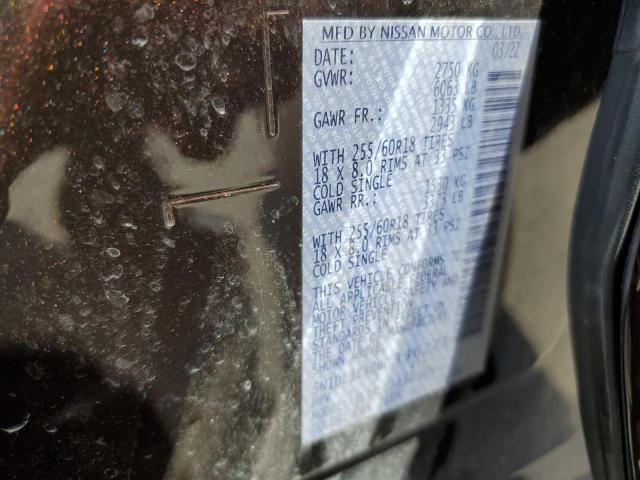 MFD BY NISSAN MOTOR CO., LTD.
DATE: 03/22
GVWR: 2750 KG
6063 LB
GAWR FR.: 1335 KG
2943 LB
WITH 255/60R18 TIRES
18 X 8.0 RIMS AT 33 PSI
COLD SINGLE
GAWR RR.: 1530 KG
3373 LB
WITH 255/60R18 TIRES
18 X 8.0 RIMS AT 33 PSI
COLD SINGLE
THIS VEHICLE CONFORMS TO
ALL APPLICABLE FEDERAL
MOTOR VEHICLE SAFETY AND
THEFT PREVENTION
STANDARDS IN EFFECT ON
THE DATE OF MANUFACTURE
SHOWN ABOVE.